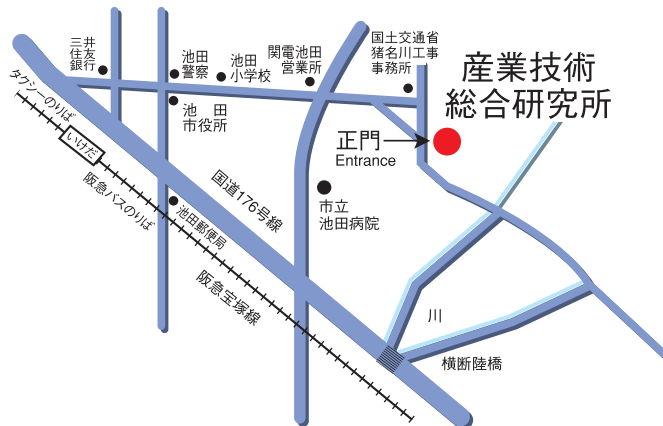 三井
住友
銀行
池田
警察
池田
小学校
関電池田
営業所
国土交通省
猪名川工事
事務所
産業技術
総合研究所
池 田
市役所
正門
Entrance
タクシーのりば
いけだ
阪急バスのりば
国道176号線
池田郵便局
市立
池田病院
阪急宝塚線
川
横断陸橋